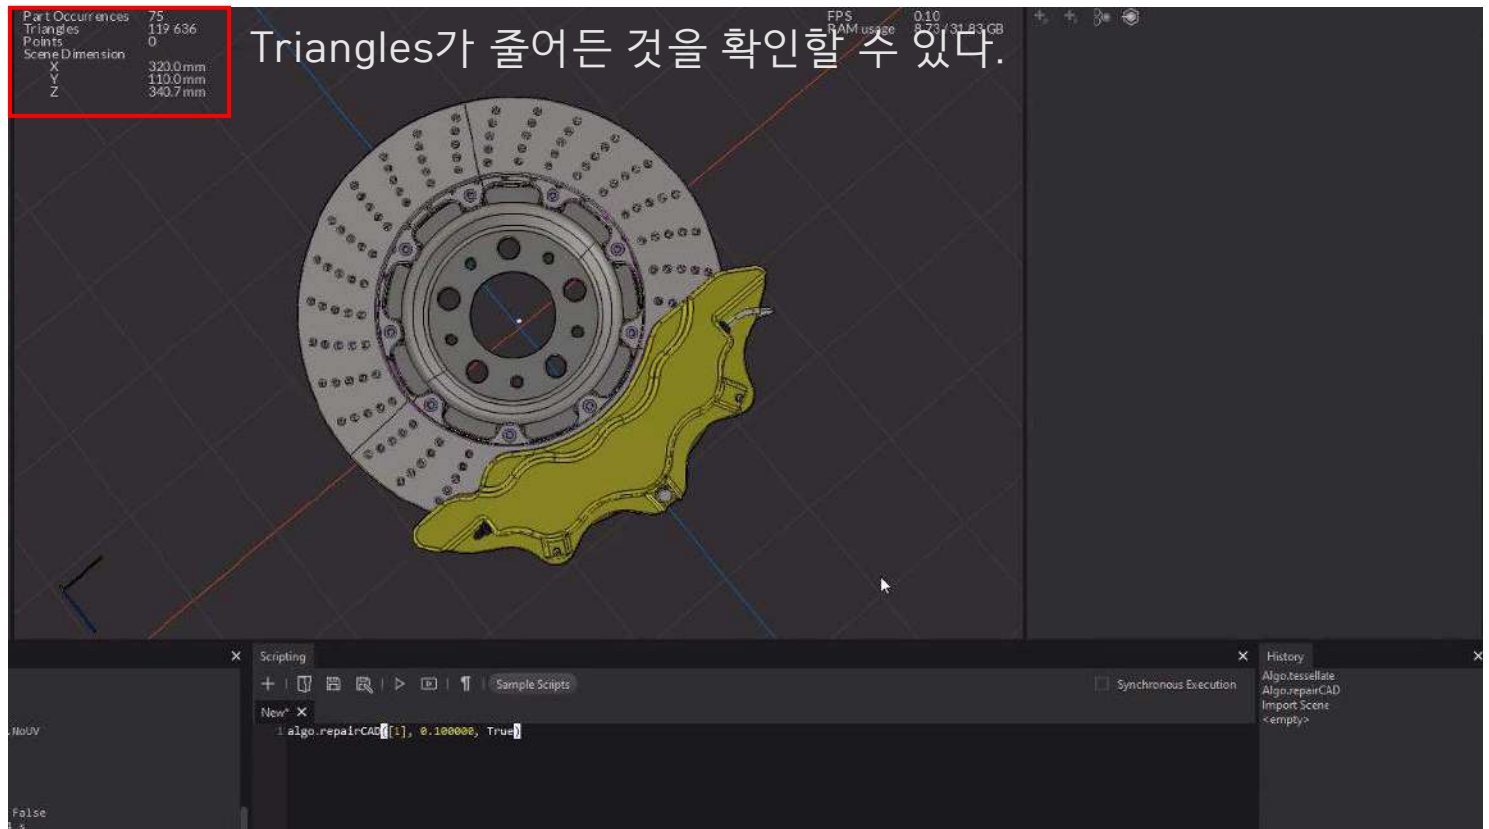 Part Occurrences 75
Triangles 119 636
Points 0
Scene Dimension
X 320.0 mm
Y 110.0 mm
Z 340.7 mm
Triangles가 줄어든 것을 확인할 수 있다.
FPS 0.10
RAM usage 8.73 / 31.83 GB
Scripting
Sample Scripts
Synchronous Execution
New*
1 algo.repairCAD([1], 0.100000, True)
History
Algo.tessellate
Algo.repairCAD
Import Scene
<empty>
.NoUV
False